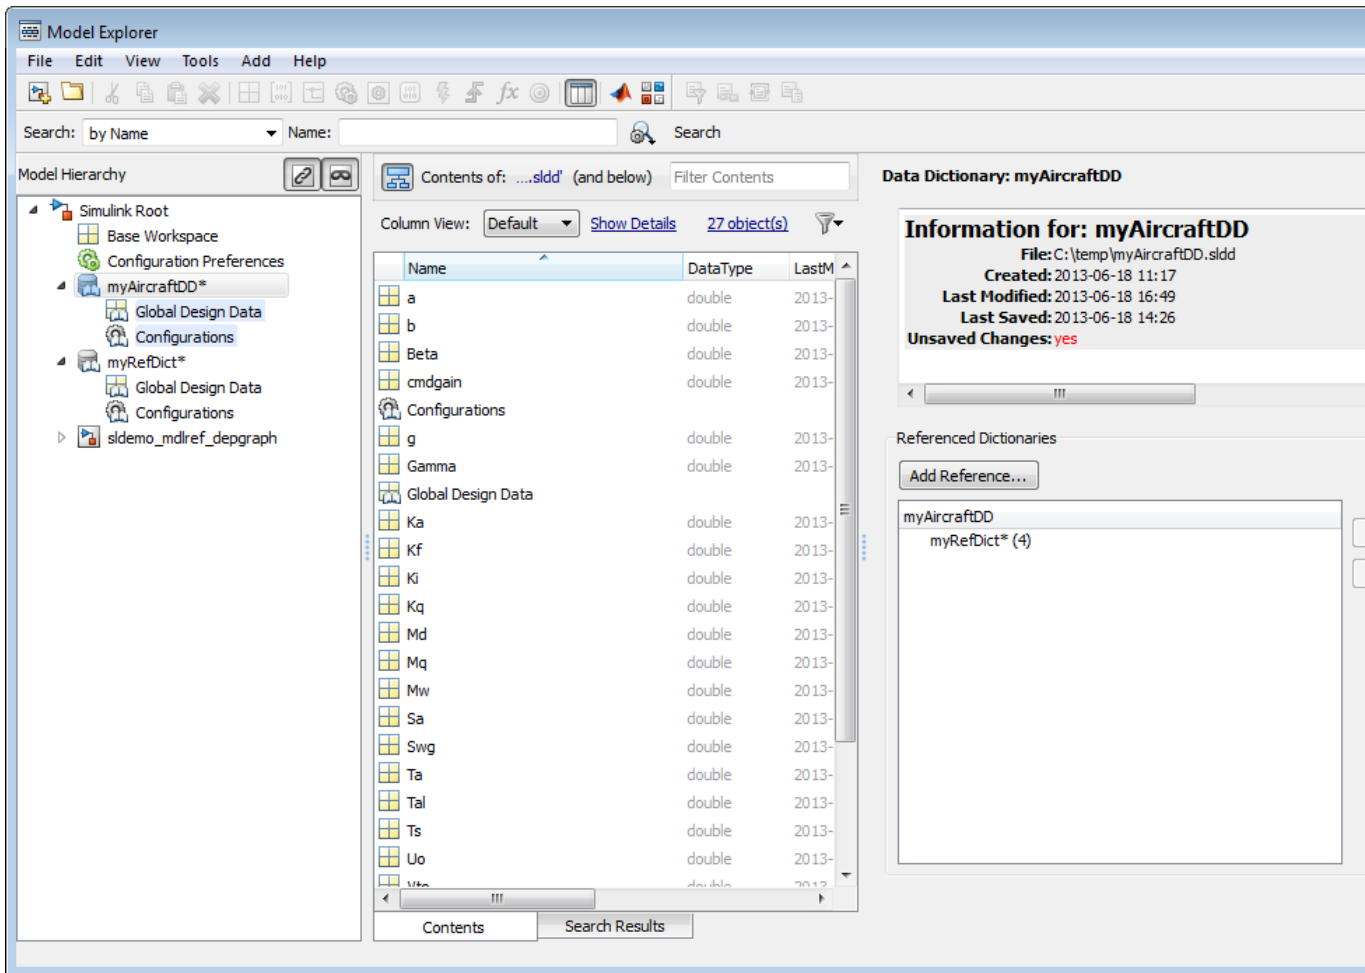 Model Explorer
File Edit View Tools Add Help
Search: by Name Name: Search
Model Hierarchy
Simulink Root
Base Workspace
Configuration Preferences
myAircraftDD*
Global Design Data
Configurations
myRefDict*
Global Design Data
Configurations
sldemo_mdlref_depgraph
Contents of: ....sldd' (and below) Filter Contents
Column View: Default Show Details 27 object(s)
Name DataType LastM
a double 2013-
b double 2013-
Beta double 2013-
cmdgain double 2013-
Configurations
g double 2013-
Gamma double 2013-
Global Design Data
Ka double 2013-
Kf double 2013-
Ki double 2013-
Kq double 2013-
Md double 2013-
Mq double 2013-
Mw double 2013-
Sa double 2013-
Swg double 2013-
Ta double 2013-
Tal double 2013-
Ts double 2013-
Uo double 2013-
double
Contents Search Results
Data Dictionary: myAircraftDD
Information for: myAircraftDD
File: C:\temp\myAircraftDD.sldd
Created: 2013-06-18 11:17
Last Modified: 2013-06-18 16:49
Last Saved: 2013-06-18 14:26
Unsaved Changes: yes
Referenced Dictionaries
Add Reference...
myAircraftDD
myRefDict* (4)